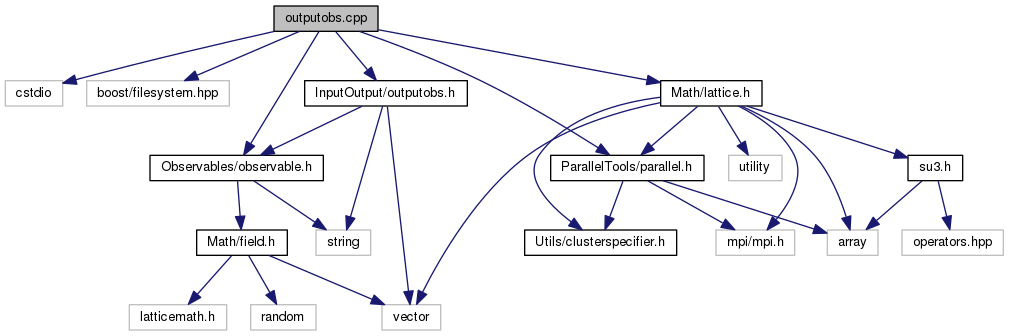 outputobs.cpp
cstdio
boost/filesystem.hpp
InputOutput/outputobs.h
Math/lattice.h
Observables/observable.h
ParallelTools/parallel.h
utility
su3.h
Math/field.h
string
Utils/clusterspecifier.h
mpi/mpi.h
array
operators.hpp
latticemath.h
random
vector